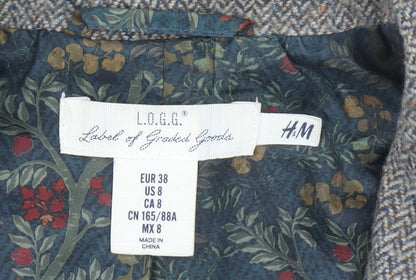 L.O.G.G.®
Label of Graded Goods.
H&M
EUR 38
US 8
CA 8
CN 165/88A
MX 8
MADE IN
CHINA